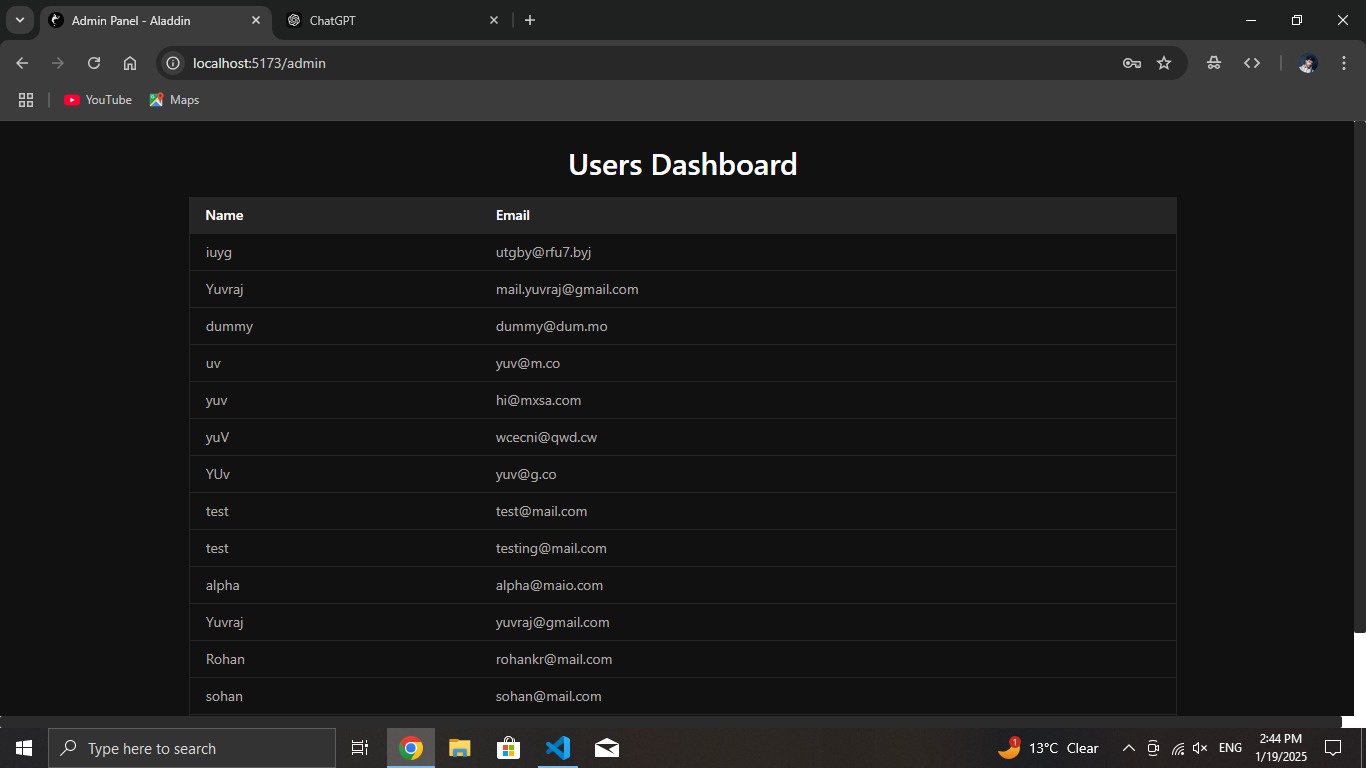 Admin Panel - Aladdin
ChatGPT
localhost:5173/admin
YouTube Maps
Users Dashboard
Name Email
iuyg utgby@rfu7.byj
Yuvraj mail.yuvraj@gmail.com
dummy dummy@dum.mo
uv yuv@m.co
yuv hi@mxsa.com
yuV wcecni@qwd.cw
YUv yuv@g.co
test test@mail.com
test testing@mail.com
alpha alpha@maio.com
Yuvraj yuvraj@gmail.com
Rohan rohankr@mail.com
sohan sohan@mail.com
Type here to search
1
13°C Clear
ENG
2:44 PM
1/19/2025